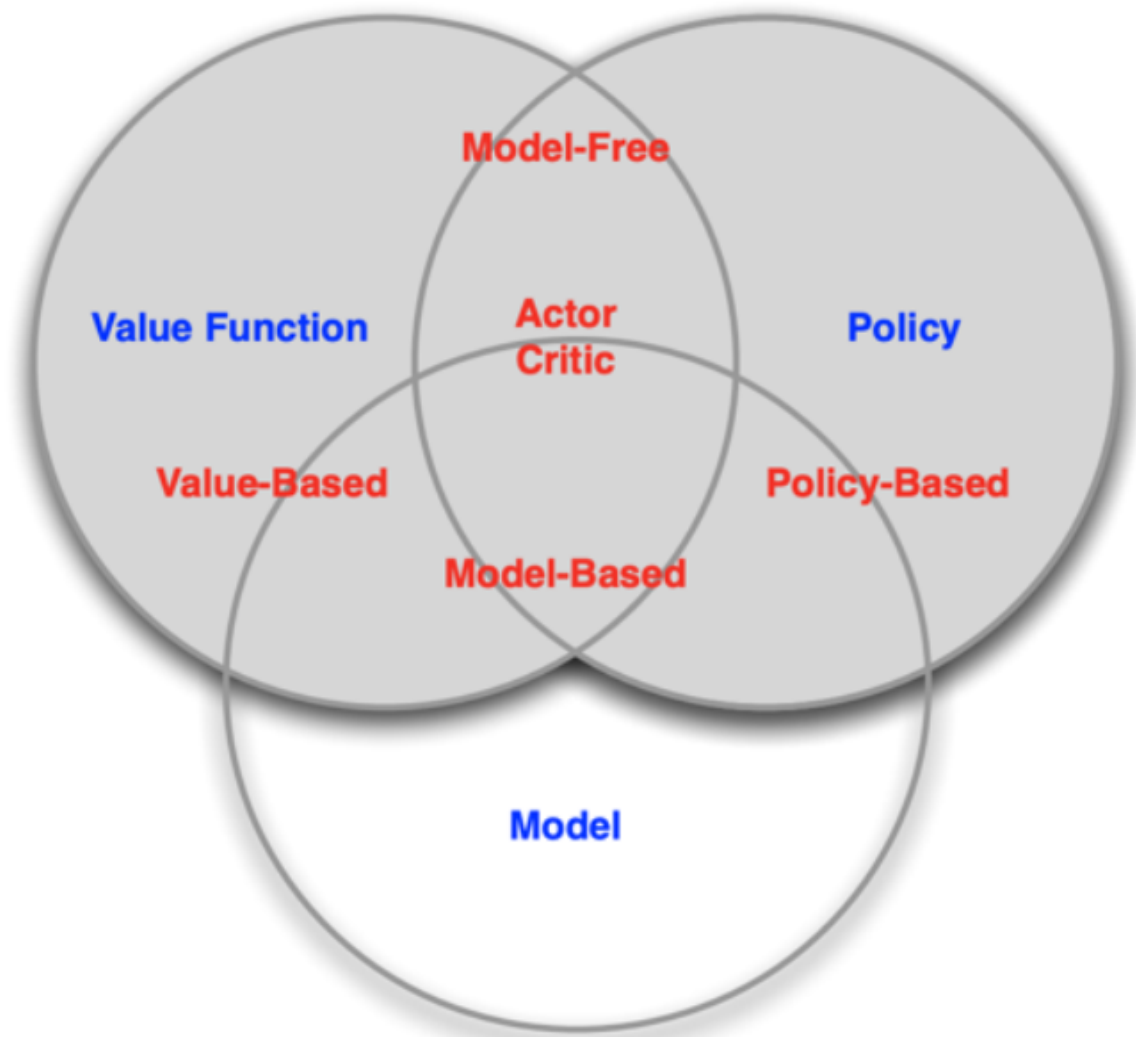 Model-Free
Value Function
Actor
Critic
Policy
Value-Based
Policy-Based
Model-Based
Model